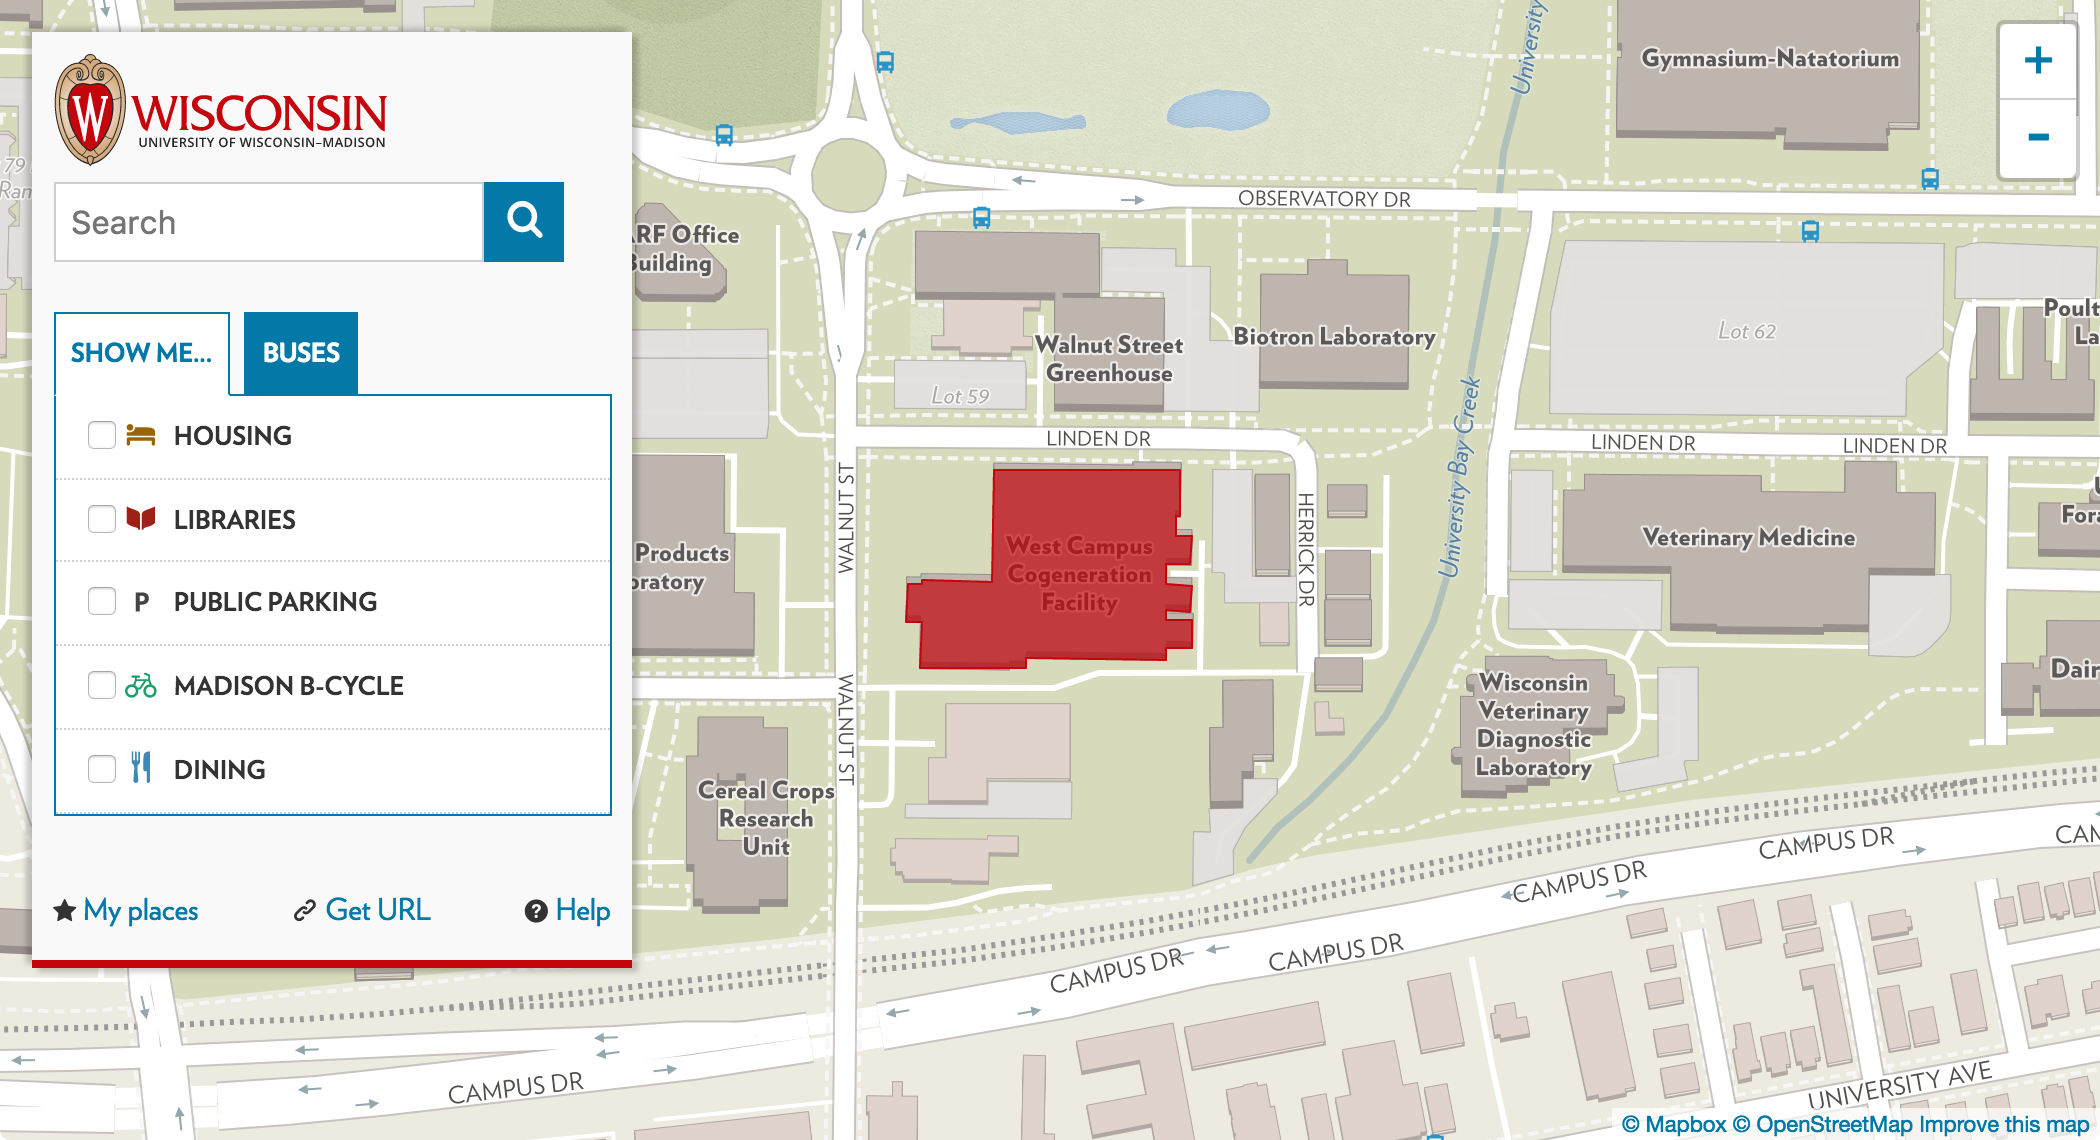 W
WISCONSIN
UNIVERSITY OF WISCONSIN–MADISON
Search
SHOW ME...
BUSES
HOUSING
LIBRARIES
P PUBLIC PARKING
MADISON B-CYCLE
DINING
My places
Get URL
? Help
79
University
Gymnasium-Natatorium
+
-
OBSERVATORY DR
Office
Building
Walnut Street
Greenhouse
Biotron Laboratory
Lot 59
Lot 62
LINDEN DR
LINDEN DR
LINDEN DR
WALNUT ST
WALNUT ST
HERRICK DR
University Bay Creek
West Campus
Cogeneration
Facility
Products
Veterinary Medicine
Wisconsin
Veterinary
Diagnostic
Laboratory
Cereal Crops
Research
Unit
CAMPUS DR
CAMPUS DR
CAMPUS DR
CAMPUS DR
CAMPUS DR
UNIVERSITY AVE
© Mapbox © OpenStreetMap Improve this map